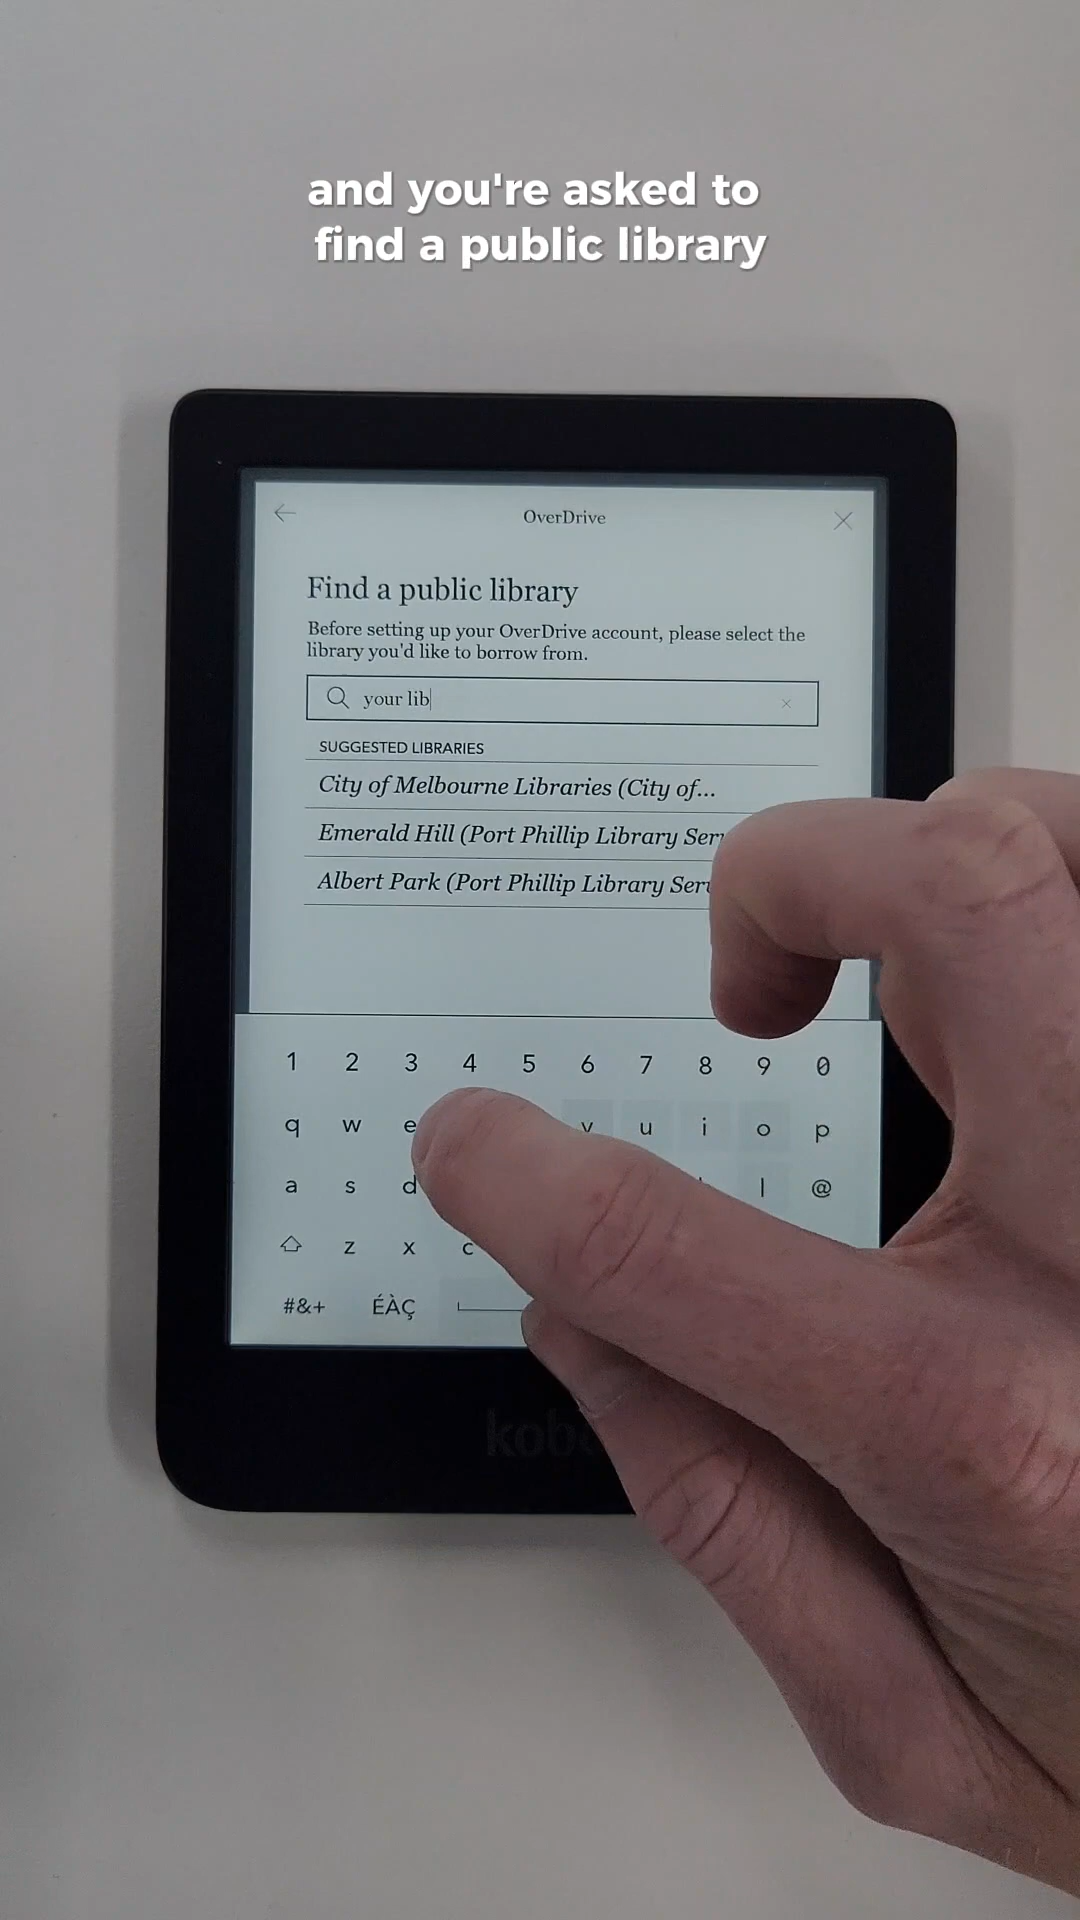 and you're asked to
find a public library
OverDrive
Find a public library
Before setting up your OverDrive account, please select the
library you'd like to borrow from.
your lib
SUGGESTED LIBRARIES
City of Melbourne Libraries (City of...
Emerald Hill (Port Phillip Library Ser
Albert Park (Port Phillip Library Ser
1 2 3 4 5 6 7 8 9 0
q w e y u i o p
a s d l @
z x c
#&+ ÉÀÇ
kobo